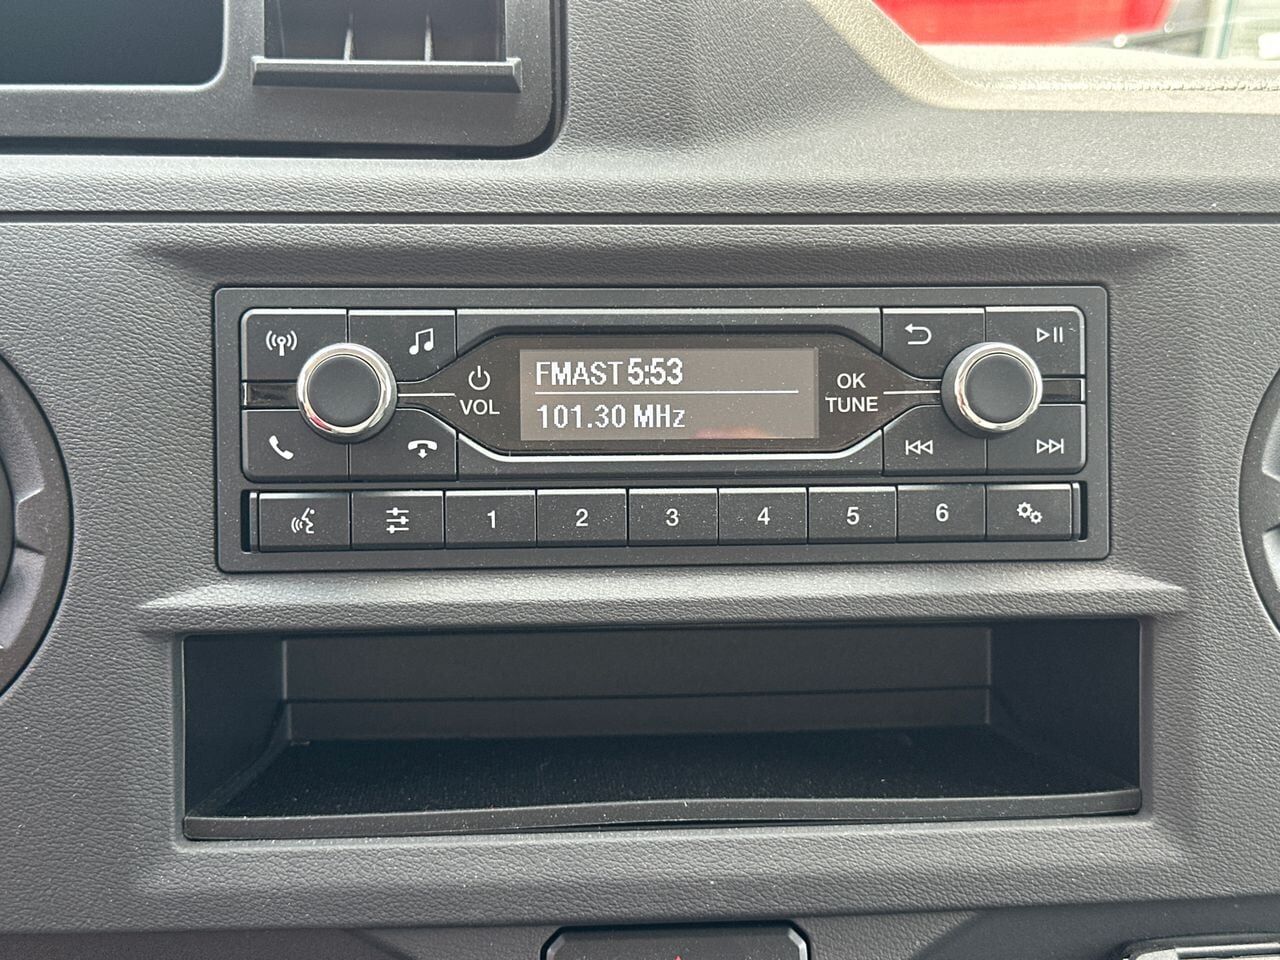 FMAST 5:53
101.30 MHz
VOL
OK
TUNE
1 2 3 4 5 6